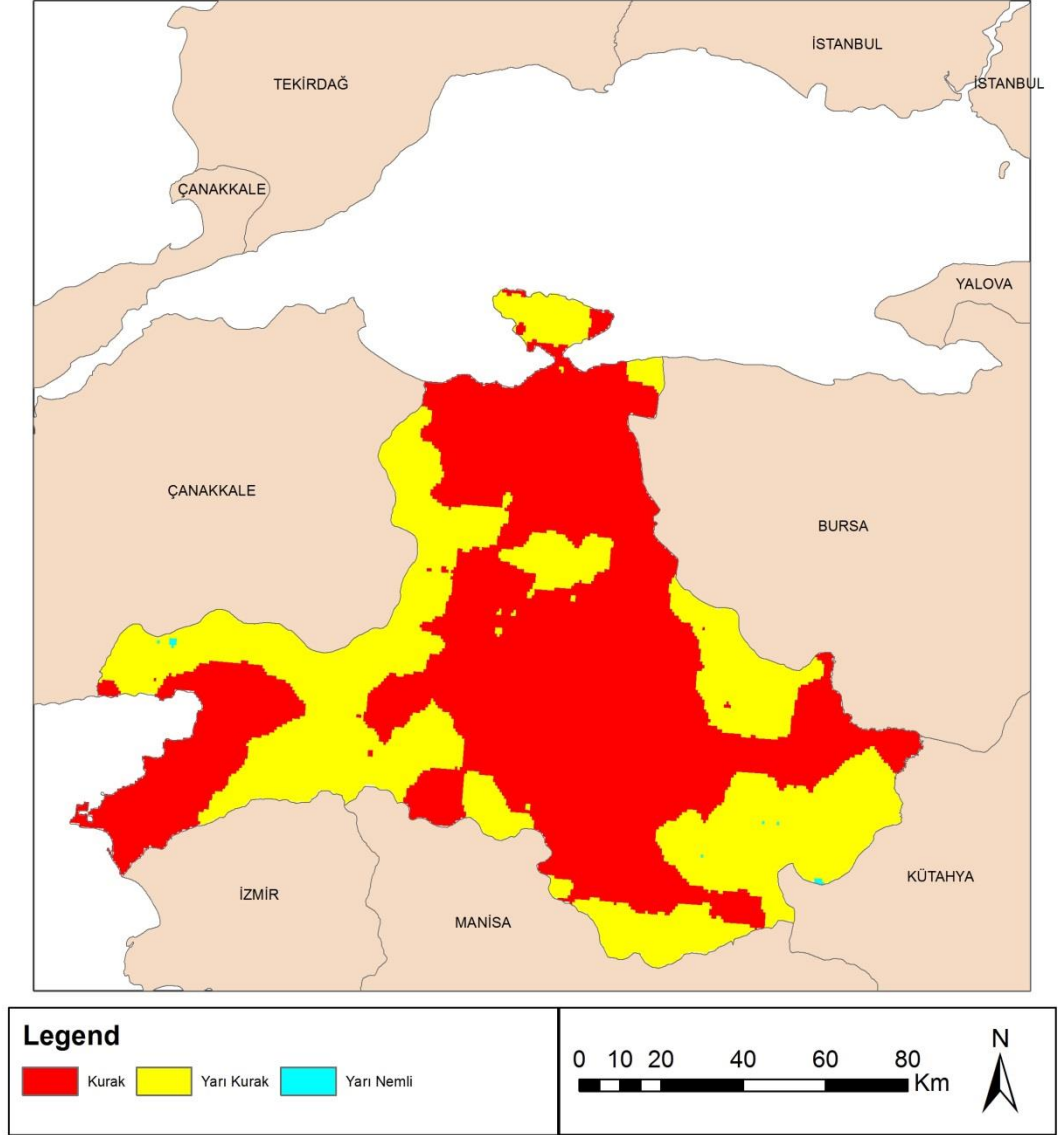 İSTANBUL
TEKİRDAĞ
İSTANBUL
ÇANAKKALE
YALOVA
ÇANAKKALE
BURSA
KÜTAHYA
İZMİR
MANİSA
Legend
Kurak
Yarı Kurak
Yarı Nemli
0 10 20 40 60 80
Km
N